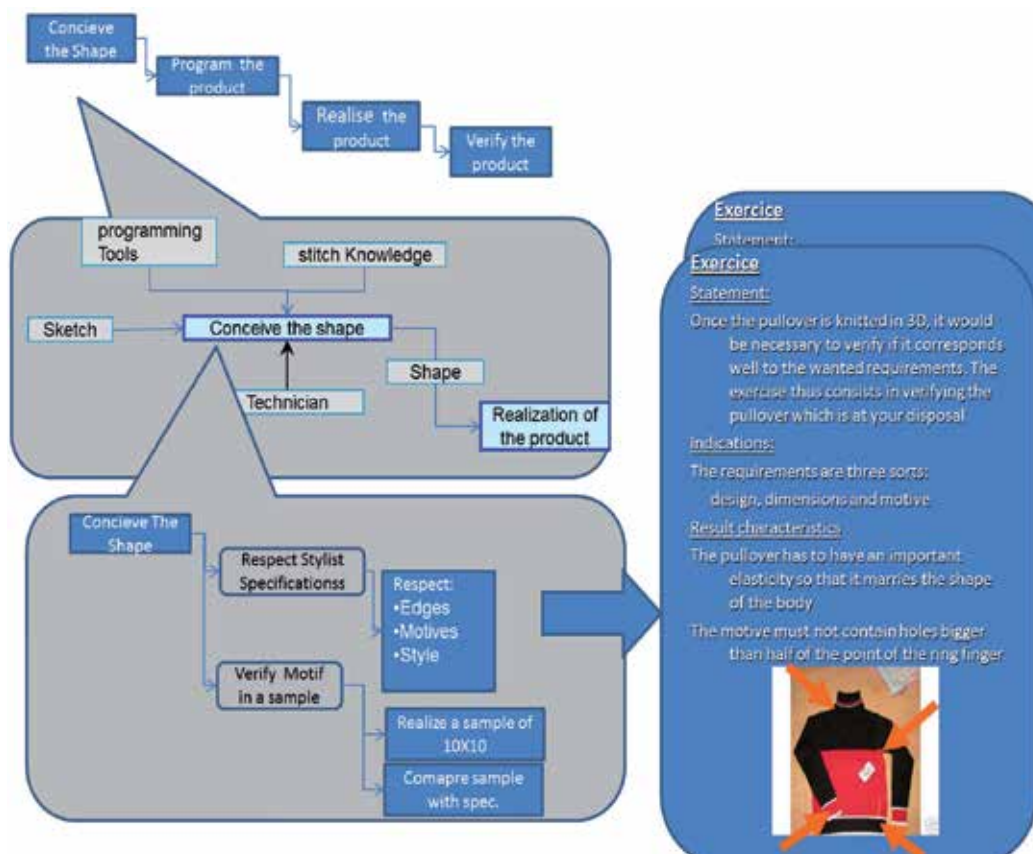 Concieve
the Shape
Program the
product
Realise the
product
Verify the
product
programming
Tools
stitch Knowledge
Sketch
Conceive the shape
Shape
Technician
Realization of
the product
Concieve The
Shape
Respect Stylist
Specificationss
Respect:
•Edges
•Motives
•Style
Verify Motif
in a sample
Realize a sample of
10X10
Comapre sample
with spec.
Exercice
Statement:
Exercice
Statement:
Once the pullover is knitted in 3D, it would
be necessary to verify if it corresponds
well to the wanted requirements. The
exercise thus consists in verifying the
pullover which is at your disposal
Indications:
The requirements are three sorts:
design, dimensions and motive
Result characteristics
The pullover has to have an important
elasticity so that it marries the shape
of the body
The motive must not contain holes bigger
than half of the point of the ring finger